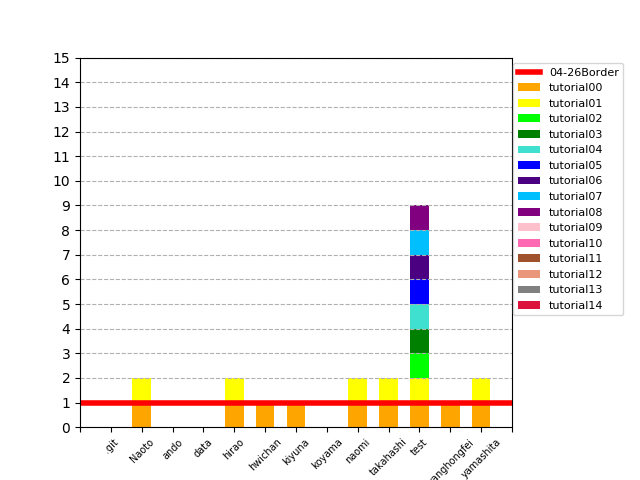 15
14
13
12
11
10
9
8
7
6
5
4
3
2
1
0
.git
Naoto
ando
data
hirao
hwichan
kiyuna
koyama
naomi
takahashi
test
anghongfei
yamashita
04-26Border
tutorial00
tutorial01
tutorial02
tutorial03
tutorial04
tutorial05
tutorial06
tutorial07
tutorial08
tutorial09
tutorial10
tutorial11
tutorial12
tutorial13
tutorial14